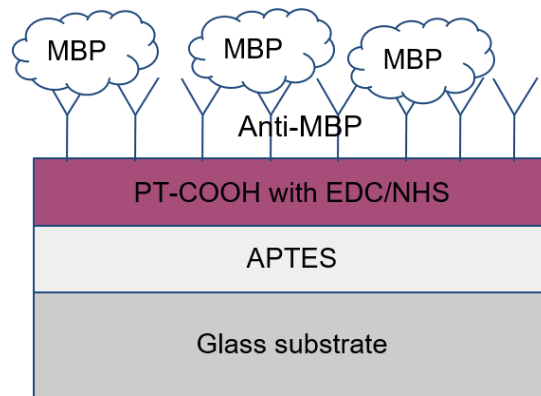 MBP
MBP
MBP
Anti-MBP
PT-COOH with EDC/NHS
APTES
Glass substrate